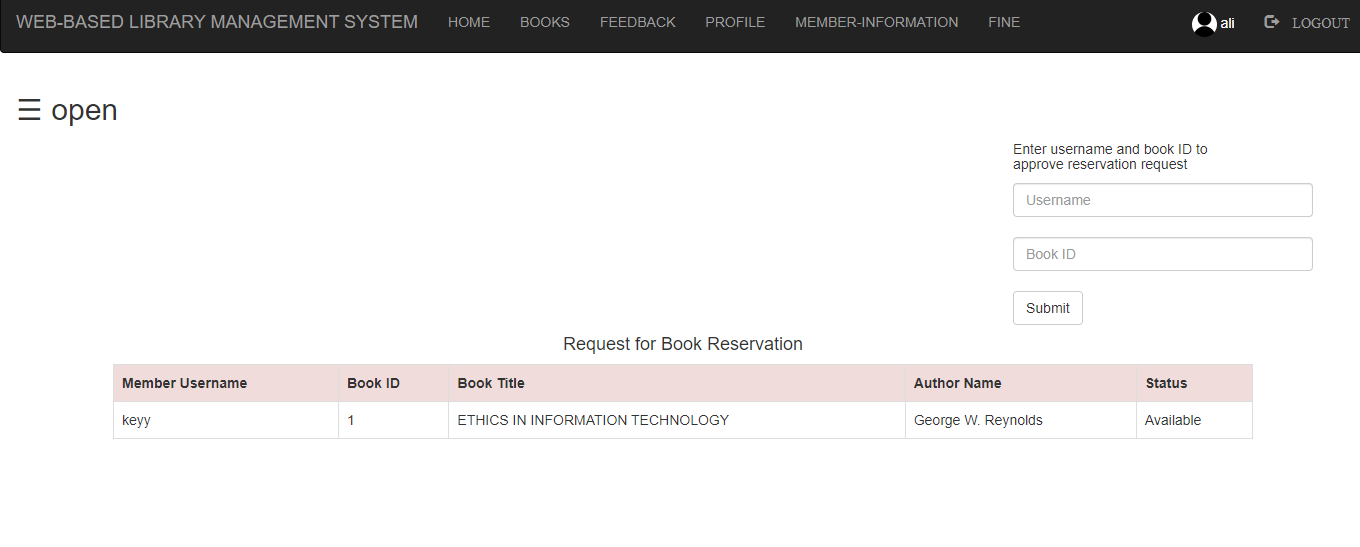 WEB-BASED LIBRARY MANAGEMENT SYSTEM HOME BOOKS FEEDBACK PROFILE MEMBER-INFORMATION FINE ali LOGOUT
☰ open
Enter username and book ID to
approve reservation request
Username
Book ID
Submit
Request for Book Reservation
Member Username Book ID Book Title Author Name Status
keyy 1 ETHICS IN INFORMATION TECHNOLOGY George W. Reynolds Available